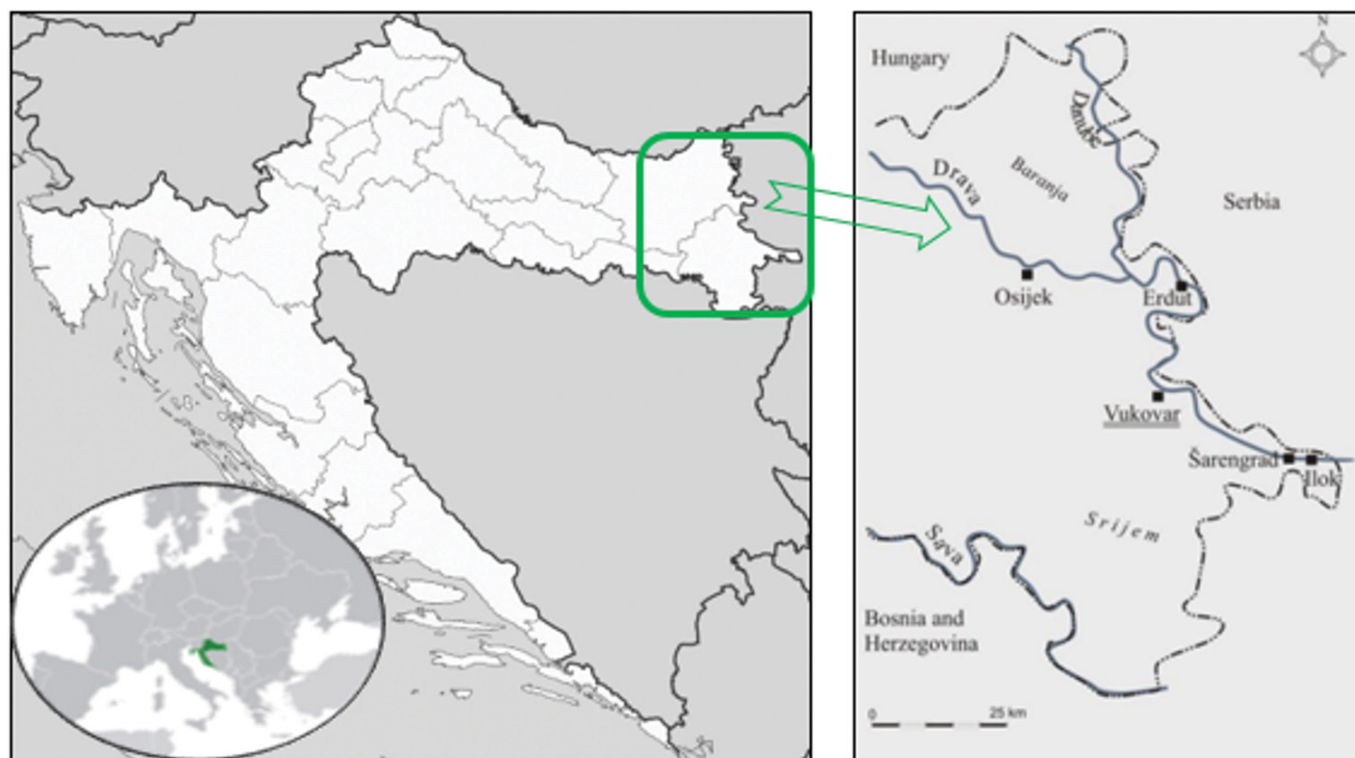 N
Hungary
Danube
Drava
Baranja
Serbia
Osijek
Erdut
Vukovar
Šarengrad
Ilok
Srijem
Sava
Bosnia and
Herzegovina
0 25 km